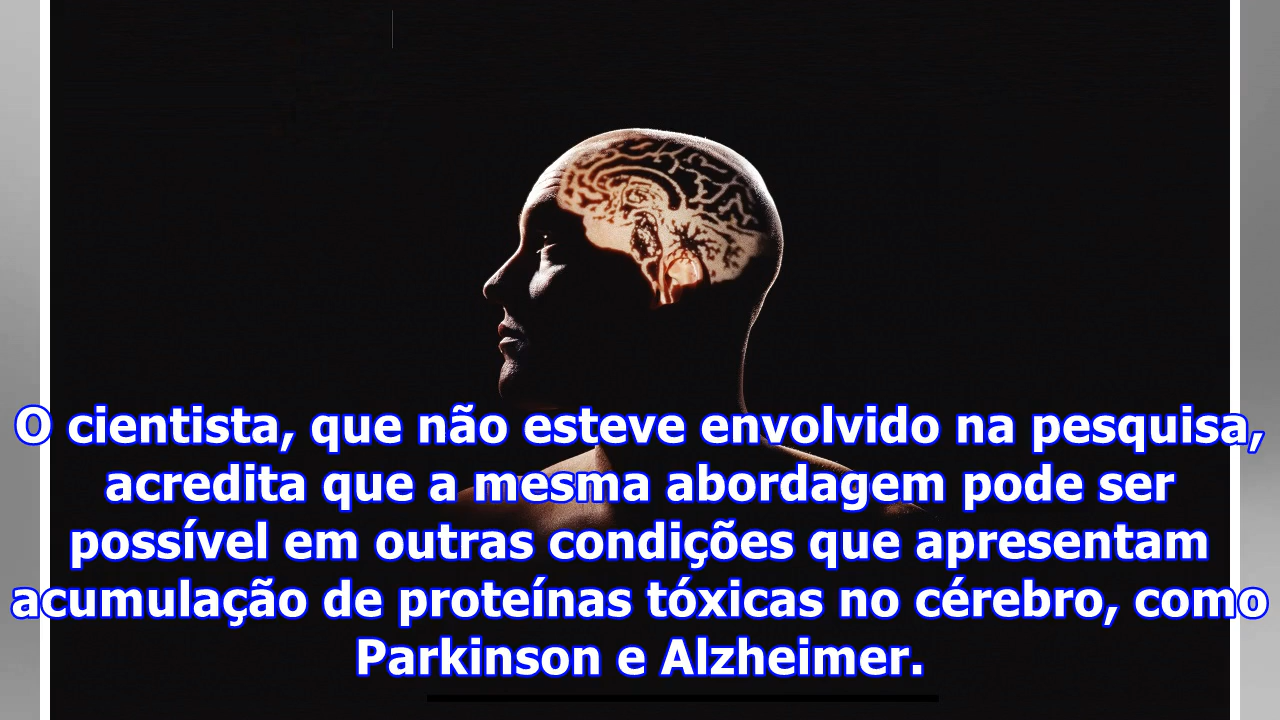 O cientista, que não esteve envolvido na pesquisa,
acredita que a mesma abordagem pode ser
possível em outras condições que apresentam
acumulação de proteínas tóxicas no cérebro, como
Parkinson e Alzheimer.